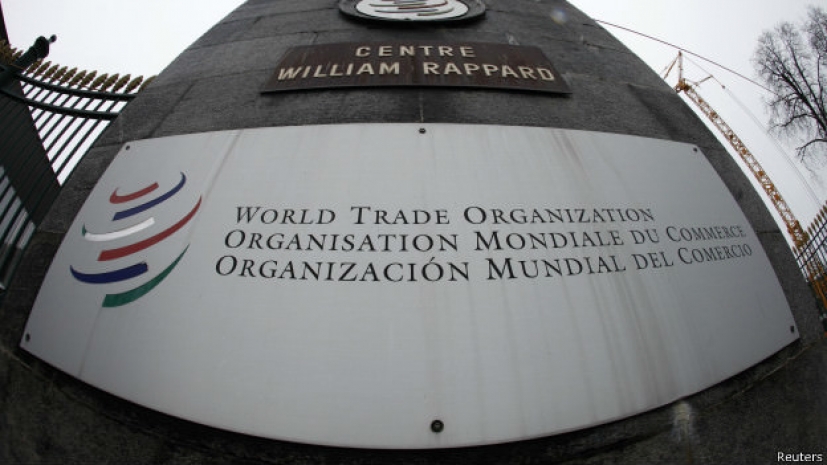 CENTRE
WILLIAM RAPPARD
WORLD TRADE ORGANIZATION
ORGANISATION MONDIALE DU COMMERCE
ORGANIZACIÓN MUNDIAL DEL COMERCIO
Reuters